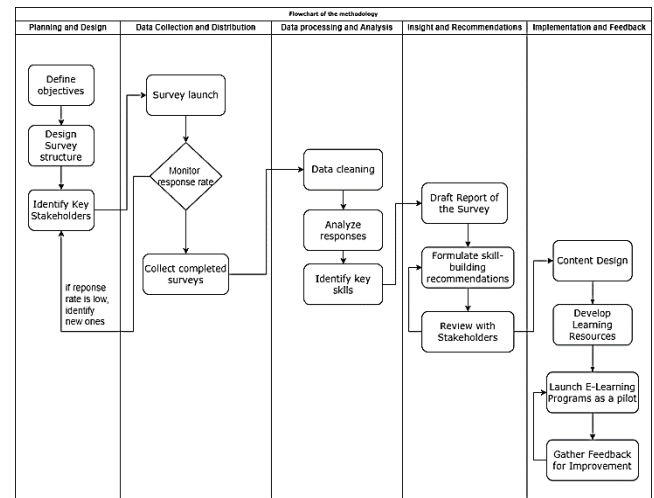 Flowchart of the methodology
Planning and Design
Data Collection and Distribution
Data processing and Analysis
Insight and Recommendations
Implementation and Feedback
Define
objectives
Design
Survey
structure
Identify Key
Stakeholders
if reponse
rate is low,
identify
new ones
Survey launch
Monitor
response rate
Collect completed
surveys
Data cleaning
Analyze
responses
Identify key
sklls
Draft Report of
the Survey
Formulate skill-
building
recommendations
Review with
Stakeholders
Content Design
Develop
Learning
Resources
Launch E-Learning
Programs as a pilot
Gather Feedback
for Improvement